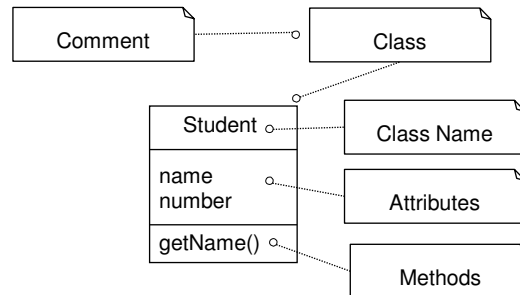 Comment
Class
Student
Class Name
name
number
Attributes
getName()
Methods